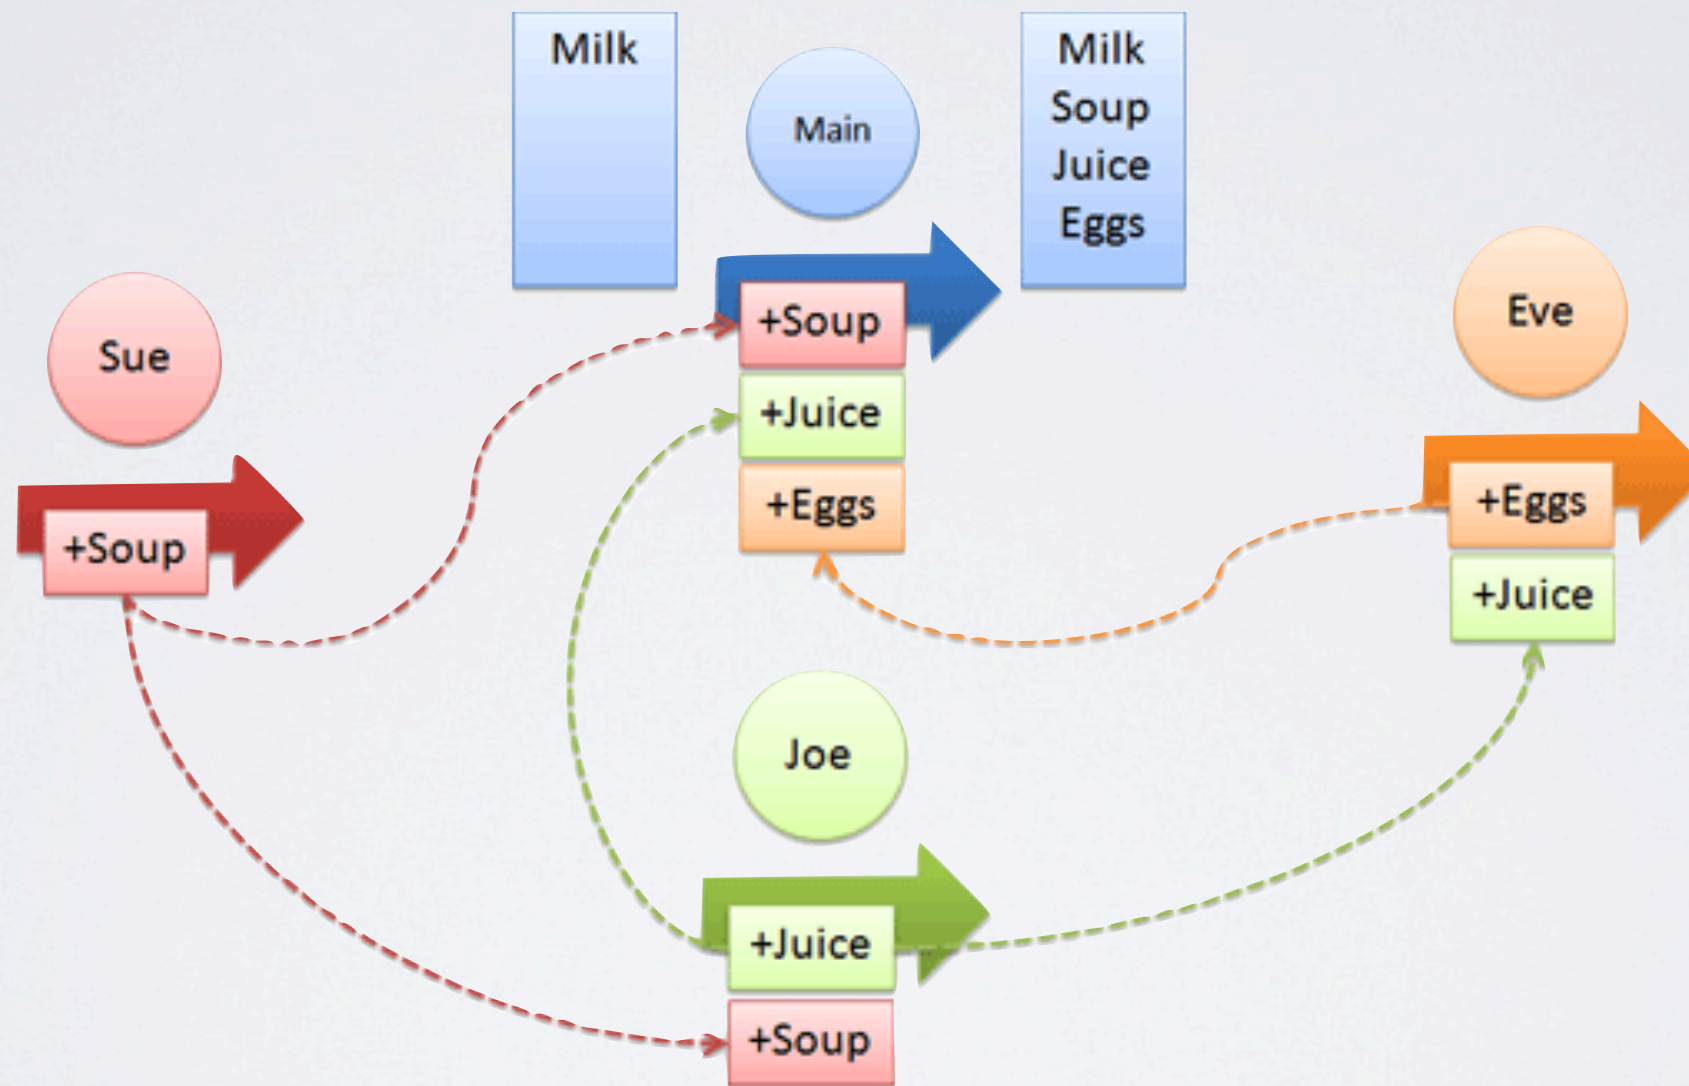 Milk
Main
Milk
Soup
Juice
Eggs
Sue
+Soup
+Soup
+Juice
+Eggs
Eve
+Eggs
+Juice
Joe
+Juice
+Soup